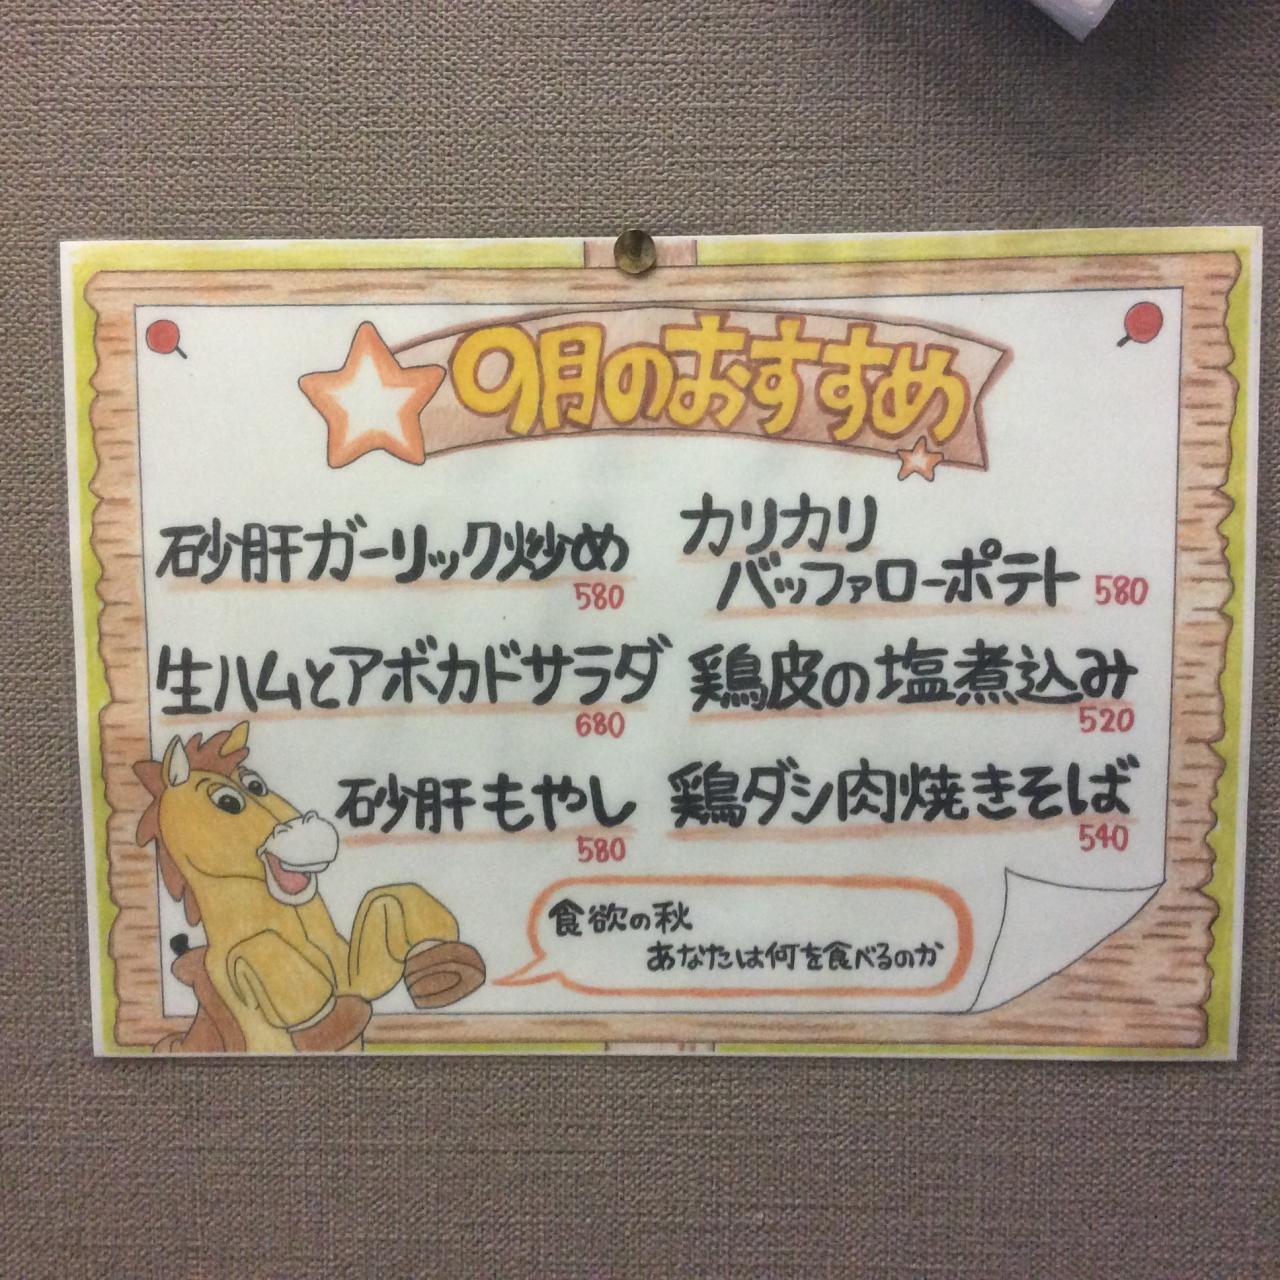 9月のおすすめ
砂肝ガーリック炒め
580
生ハムとアボカドサラダ
680
砂肝もやし
580
カリカリ
バッファローポテト 580
鶏皮の塩煮込み
520
鶏ダシ肉焼きそば
540
食欲の秋
あなたは何を食べるのか